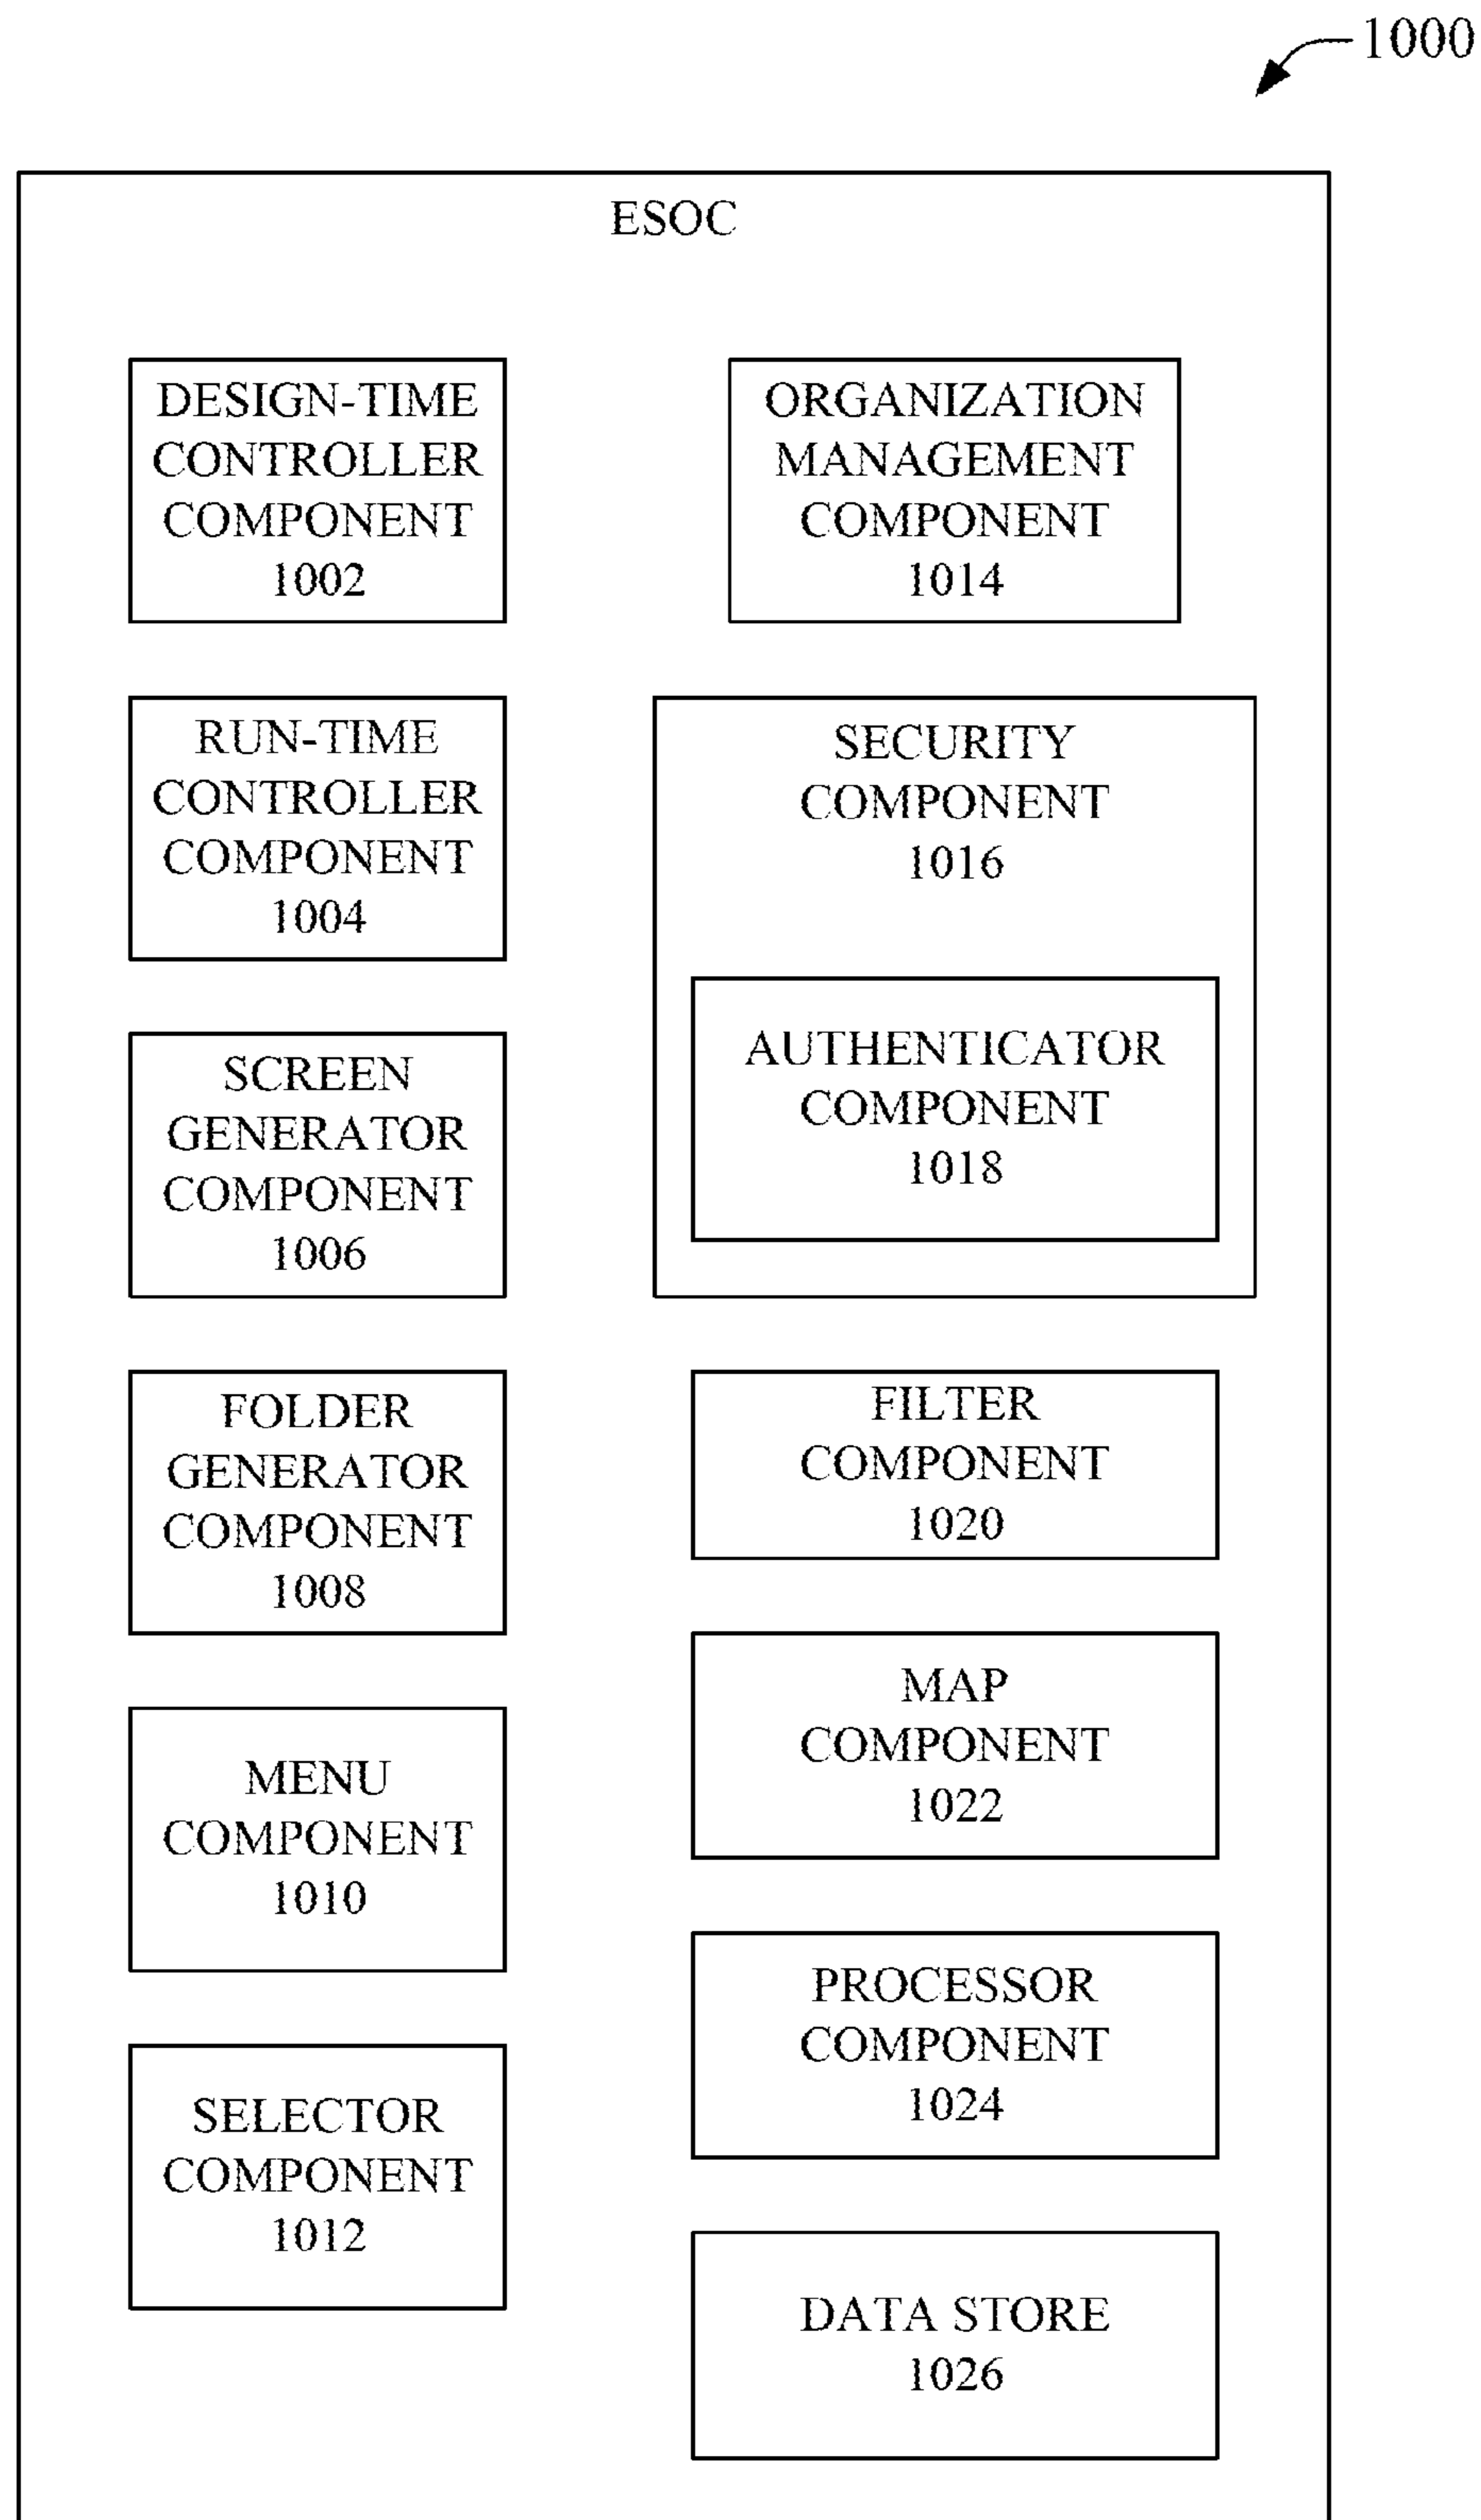 1000
ESOC
DESIGN-TIME
CONTROLLER
COMPONENT
1002
RUN-TIME
CONTROLLER
COMPONENT
1004
SCREEN
GENERATOR
COMPONENT
1006
FOLDER
GENERATOR
COMPONENT
1008
MENU
COMPONENT
1010
SELECTOR
COMPONENT
1012
ORGANIZATION
MANAGEMENT
COMPONENT
1014
SECURITY
COMPONENT
1016
AUTHENTICATOR
COMPONENT
1018
FILTER
COMPONENT
1020
MAP
COMPONENT
1022
PROCESSOR
COMPONENT
1024
DATA STORE
1026